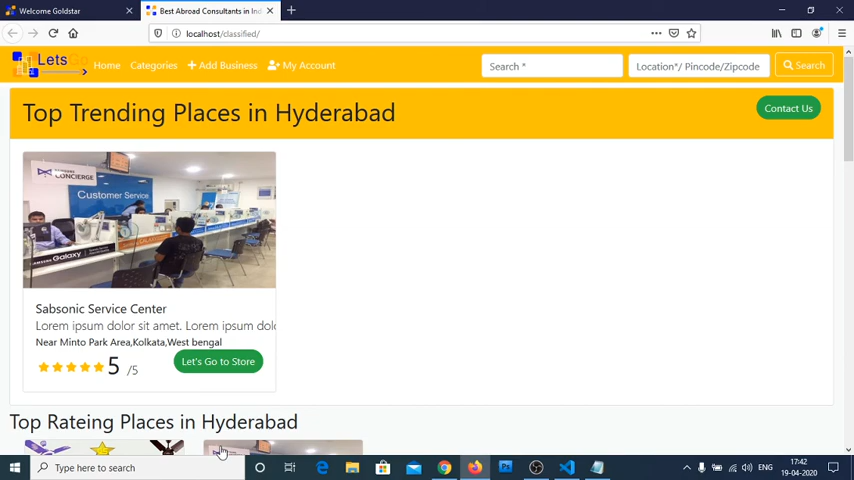 Welcome Goldstar
Best Abroad Consultants in Ind
localhost/classified/
LetsGo
Home
Categories
Add Business
My Account
Search *
Location*/ Pincode/Zipcode
Search
Top Trending Places in Hyderabad
Contact Us
CONCIERGE
Customer Service
Galaxy
Sabsonic Service Center
Lorem ipsum dolor sit amet. Lorem ipsum dolo
Near Minto Park Area,Kolkata,West bengal
5 /5
Let's Go to Store
Top Rateing Places in Hyderabad
Type here to search
ENG
17:42
19-04-2020